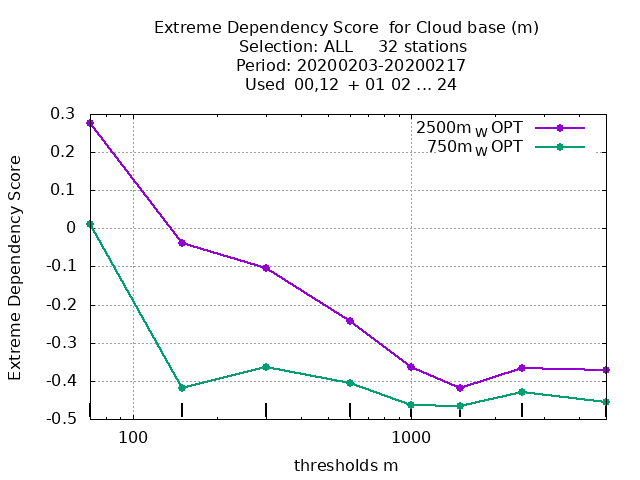 Extreme Dependency Score  for Cloud base (m)
Selection: ALL     32 stations
Period: 20200203-20200217
Used  00,12  + 01 02 ... 24
2500m W OPT
750m W OPT
Extreme Dependency Score
0.3
0.2
0.1
0
-0.1
-0.2
-0.3
-0.4
-0.5
100
1000
thresholds m